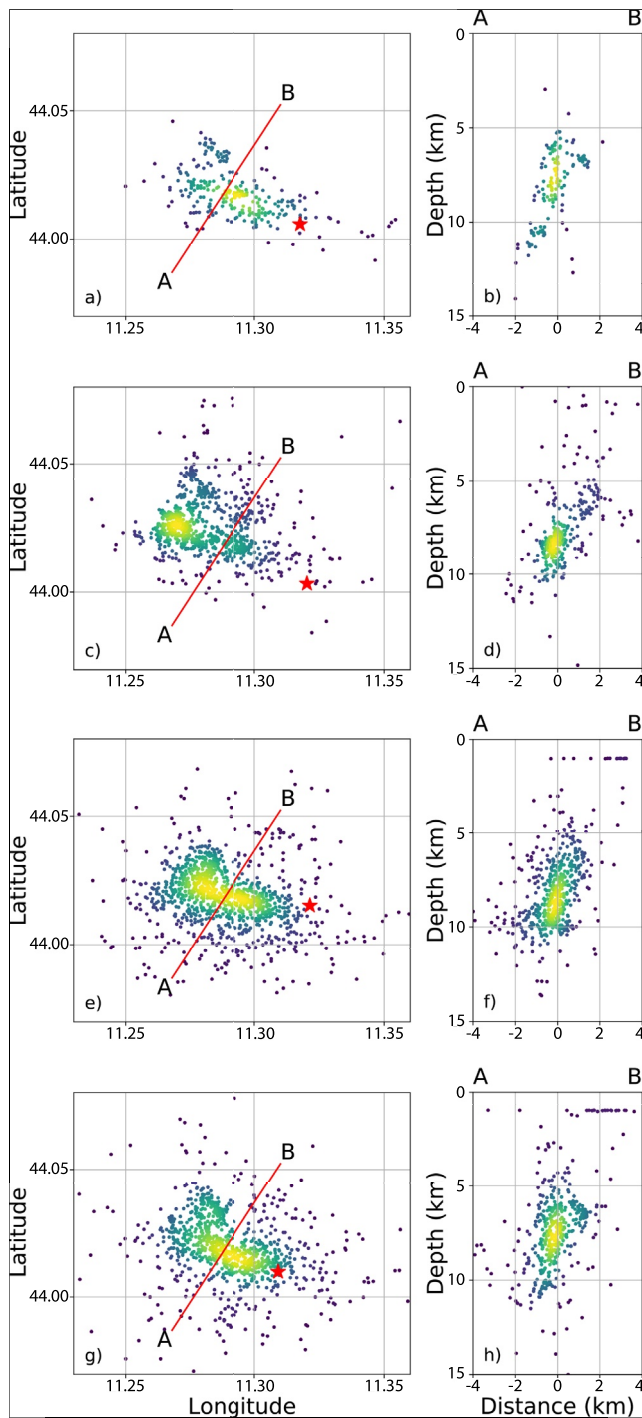 A B
0
5
10
15
-4 -2 0 2 4
Depth (km)
b)
44.05
44.00
Latitude
B
A
a)
11.25 11.30 11.35
A B
0
5
10
15
-4 -2 0 2 4
Depth (km)
d)
44.05
44.00
Latitude
B
A
c)
11.25 11.30 11.35
A B
0
5
10
15
-4 -2 0 2 4
Depth (km)
f)
44.05
44.00
Latitude
B
A
e)
11.25 11.30 11.35
A B
0
5
10
15
-4 -2 0 2 4
Depth (km)
h)
44.05
44.00
Latitude
B
A
g)
11.25 11.30 11.35
Longitude
Distance (km)